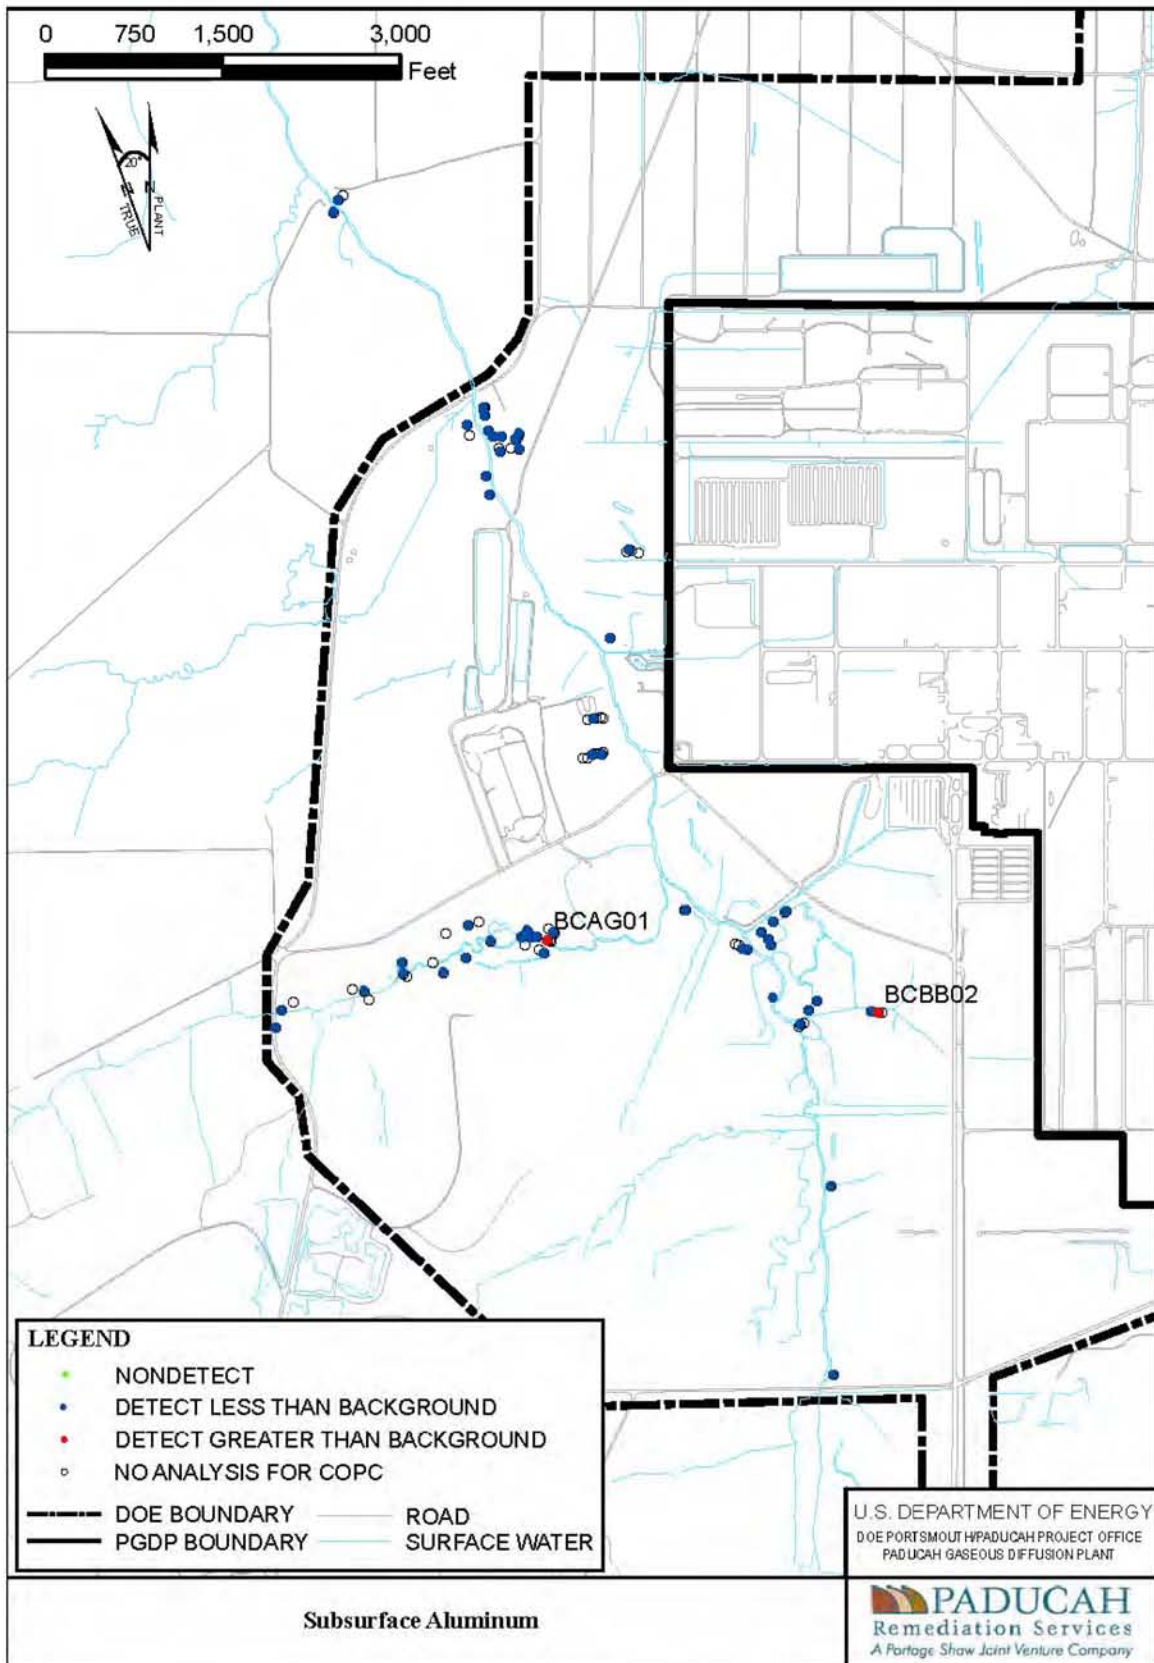 0 750 1,500 3,000
Feet
20°
N N
TRUE
PLANT
BCAG01
BCBB02
LEGEND
NONDETECT
DETECT LESS THAN BACKGROUND
DETECT GREATER THAN BACKGROUND
NO ANALYSIS FOR COPC
DOE BOUNDARY ROAD
PGDP BOUNDARY SURFACE WATER
U.S. DEPARTMENT OF ENERGY
DOE PORTSMOUTH/PADUCAH PROJECT OFFICE
PADUCAH GASEOUS DIFFUSION PLANT
Subsurface Aluminum
PADUCAH
Remediation Services
A Portage Shaw Joint Venture Company